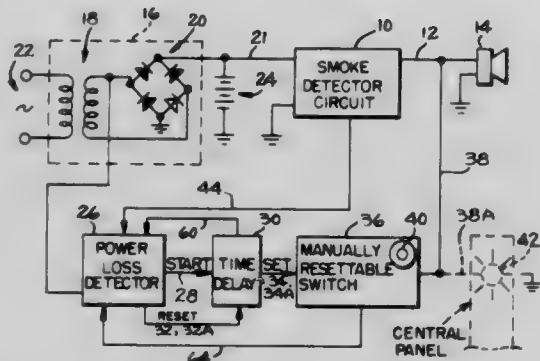 10
16
18
20
21
12
14
22
24
SMOKE
DETECTOR
CIRCUIT
~
44
38
26
60
30
36
40
38A
42
POWER
LOSS
DETECTOR
START
28
TIME
DELAY
SET
34,
34A
MANUALLY
RESETTABLE
SWITCH
RESET
32, 32A
CENTRAL
PANEL